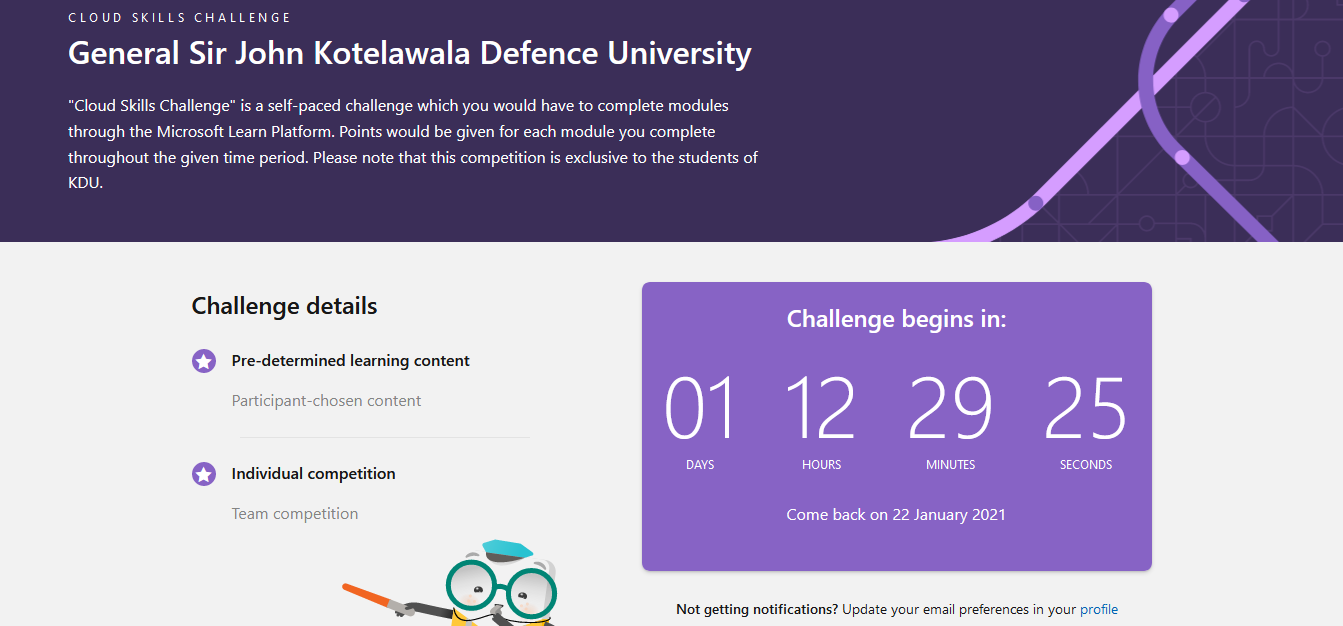 CLOUD SKILLS CHALLENGE
General Sir John Kotelawala Defence University
"Cloud Skills Challenge" is a self-paced challenge which you would have to complete modules
through the Microsoft Learn Platform. Points would be given for each module you complete
throughout the given time period. Please note that this competition is exclusive to the students of
KDU.
Challenge details
Pre-determined learning content
Participant-chosen content
Individual competition
Team competition
Challenge begins in:
01 12 29 25
DAYS HOURS MINUTES SECONDS
Come back on 22 January 2021
Not getting notifications? Update your email preferences in your profile